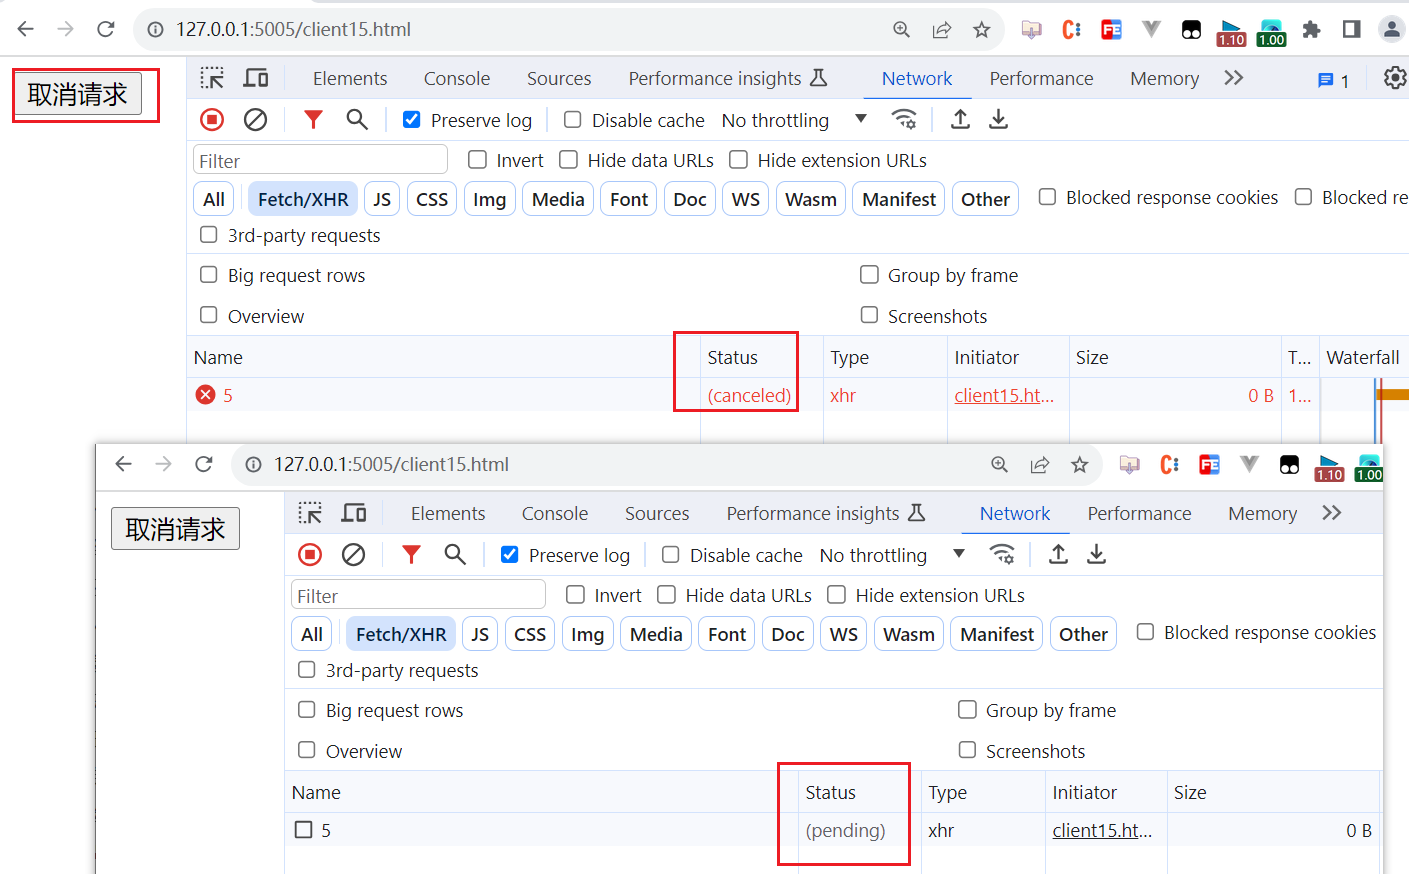 127.0.0.1:5005/client15.html
1.10
1.00
取消请求
Elements Console Sources Performance insights Network Performance Memory 1
Preserve log Disable cache No throttling
Filter Invert Hide data URLs Hide extension URLs
All Fetch/XHR JS CSS Img Media Font Doc WS Wasm Manifest Other Blocked response cookies Blocked re
3rd-party requests
Big request rows Group by frame
Overview Screenshots
Name Status Type Initiator Size T... Waterfall
5 (canceled) xhr client15.ht... 0 B 1...
127.0.0.1:5005/client15.html
1.10
1.00
取消请求
Elements Console Sources Performance insights Network Performance Memory
Preserve log Disable cache No throttling
Filter Invert Hide data URLs Hide extension URLs
All Fetch/XHR JS CSS Img Media Font Doc WS Wasm Manifest Other Blocked response cookies
3rd-party requests
Big request rows Group by frame
Overview Screenshots
Name Status Type Initiator Size
5 (pending) xhr client15.ht... 0 B